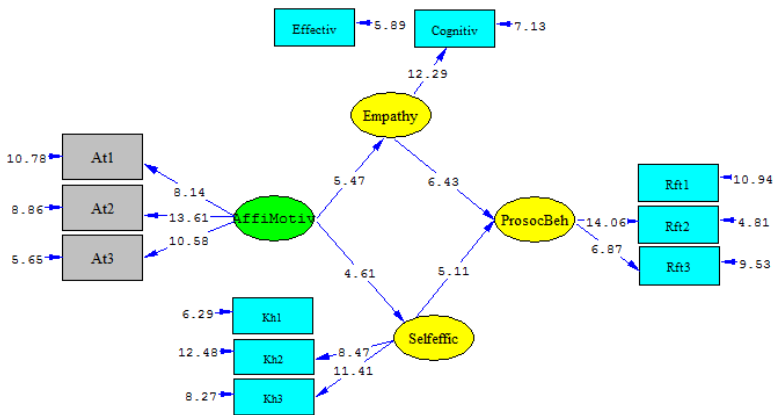 Effectiv
5.89
Cognitiv
7.13
12.29
Empathy
10.78
At1
8.86
At2
5.65
At3
8.14
13.61
10.58
AffiMotiv
5.47
6.43
4.61
5.11
ProsocBeh
14.06
6.87
Rft1
10.94
Rft2
4.81
Rft3
9.53
6.29
Kh1
12.48
Kh2
8.27
Kh3
8.47
11.41
Selfeffic